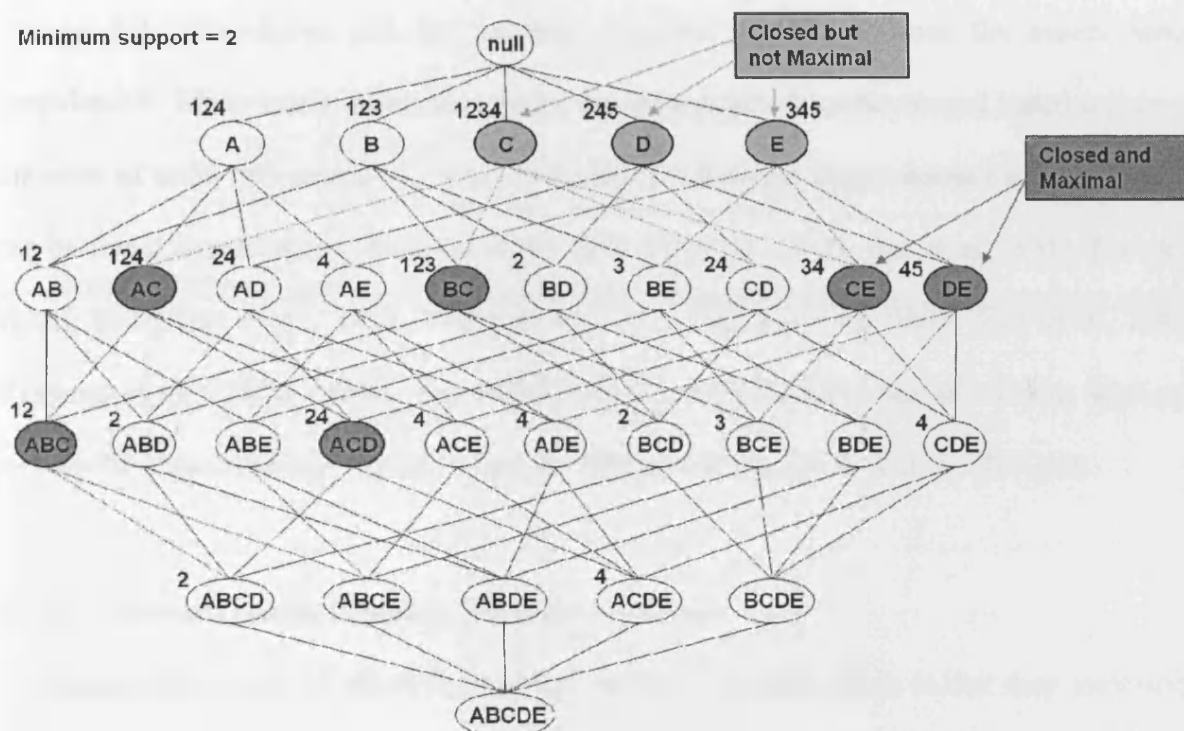 Minimum support = 2
null
Closed but
not Maximal
124
123
1234
245
345
A
B
C
D
E
Closed and
Maximal
12
124
24
4
123
2
3
24
34
45
AB
AC
AD
AE
BC
BD
BE
CD
CE
DE
12
2
24
4
4
2
3
4
ABC
ABD
ABE
ACD
ACE
ADE
BCD
BCE
BDE
CDE
2
4
ABCD
ABCE
ABDE
ACDE
BCDE
ABCDE